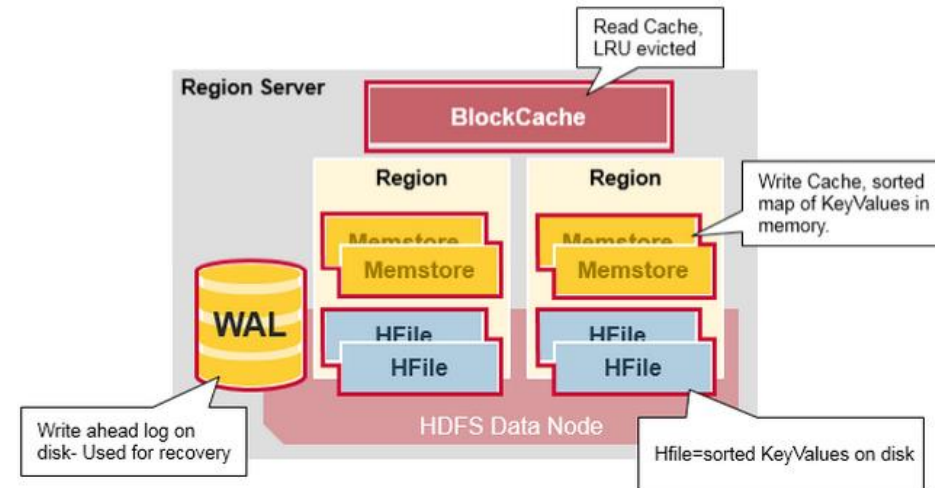 Read Cache,
LRU evicted
Region Server
BlockCache
Region
Region
Write Cache, sorted
map of KeyValues in
memory.
Memstore
Memstore
Memstore
Memstore
WAL
HFile
HFile
HFile
HFile
Write ahead log on
disk- Used for recovery
HDFS Data Node
Hfile=sorted KeyValues on disk